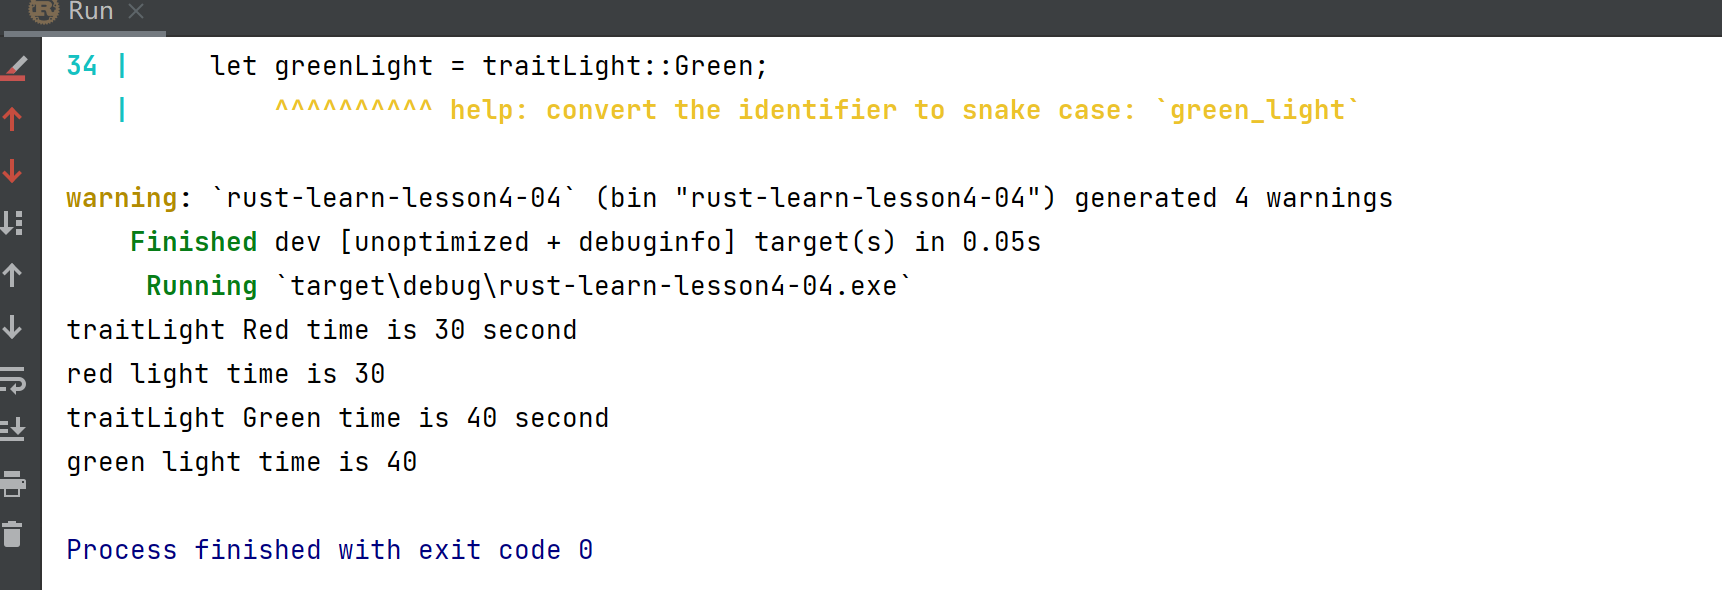 Run
34 |     let greenLight = traitLight::Green;
   |         ^^^^^^^^^^ help: convert the identifier to snake case: `green_light`
warning: `rust-learn-lesson4-04` (bin "rust-learn-lesson4-04") generated 4 warnings
    Finished dev [unoptimized + debuginfo] target(s) in 0.05s
     Running `target\debug\rust-learn-lesson4-04.exe`
traitLight Red time is 30 second
red light time is 30
traitLight Green time is 40 second
green light time is 40
Process finished with exit code 0